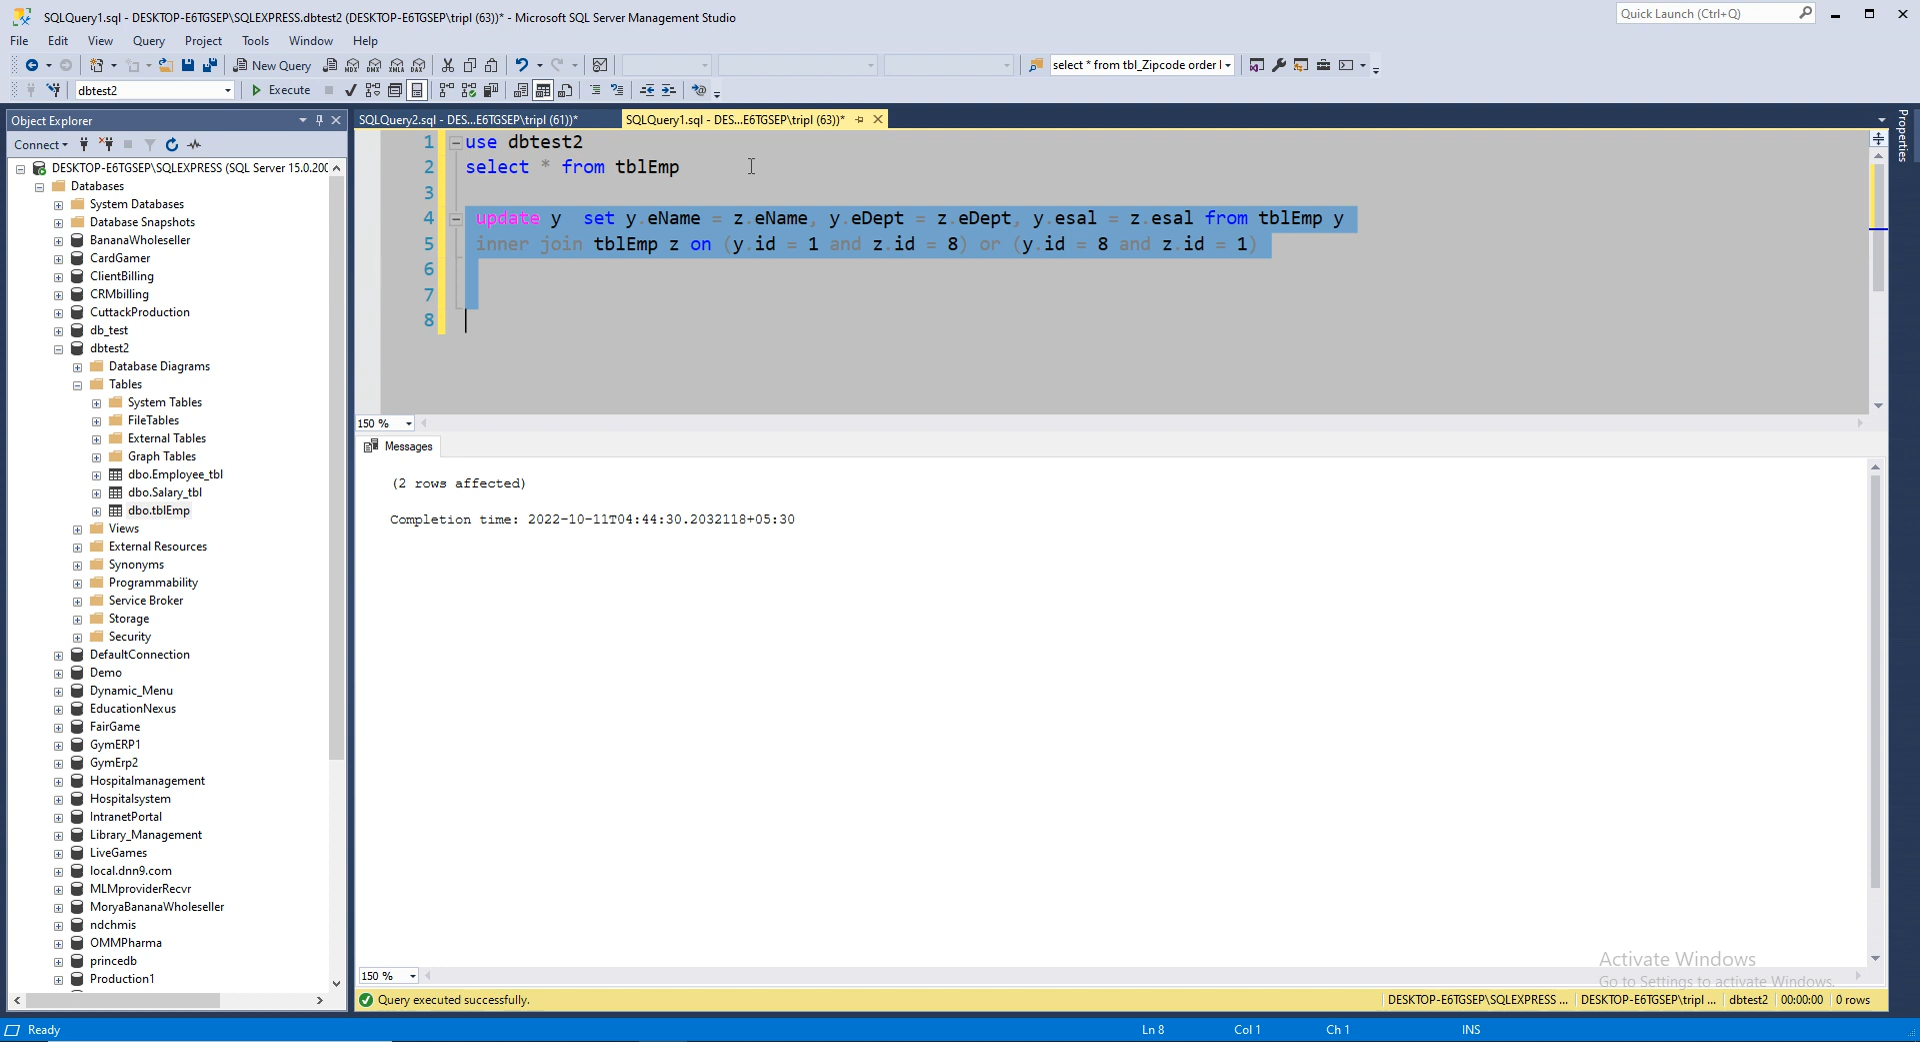 SQLQuery1.sql - DESKTOP-E6TGSEP\SQLEXPRESS.dbtest2 (DESKTOP-E6TGSEP\tripl (63))* - Microsoft SQL Server Management Studio
Quick Launch (Ctrl+Q)
File Edit View Query Project Tools Window Help
New Query
MDX DMX XMLA DAX
select * from tbl_Zipcode order l
dbtest2
Execute
Object Explorer
SQLQuery2.sql - DES...E6TGSEP\tripl (61))*
SQLQuery1.sql - DES...E6TGSEP\tripl (63))*
Properties
Connect
DESKTOP-E6TGSEP\SQLEXPRESS (SQL Server 15.0.200
Databases
System Databases
Database Snapshots
BananaWholeseller
CardGamer
ClientBilling
CRMbilling
CuttackProduction
db_test
dbtest2
Database Diagrams
Tables
System Tables
FileTables
External Tables
Graph Tables
dbo.Employee_tbl
dbo.Salary_tbl
dbo.tblEmp
Views
External Resources
Synonyms
Programmability
Service Broker
Storage
Security
DefaultConnection
Demo
Dynamic_Menu
EducationNexus
FairGame
GymERP1
GymErp2
Hospitalmanagement
Hospitalsystem
IntranetPortal
Library_Management
LiveGames
local.dnn9.com
MLMproviderRecvr
MoryaBananaWholeseller
ndchmis
OMMPharma
princedb
Production1
1 use dbtest2
2 select * from tblEmp
3
4 update y  set y.eName = z.eName, y.eDept = z.eDept, y.esal = z.esal from tblEmp y
5 inner join tblEmp z on (y.id = 1 and z.id = 8) or (y.id = 8 and z.id = 1)
6
7
8
150 %
Messages
(2 rows affected)
Completion time: 2022-10-11T04:44:30.2032118+05:30
Activate Windows
Go to Settings to activate Windows.
150 %
Query executed successfully.
DESKTOP-E6TGSEP\SQLEXPRESS ... DESKTOP-E6TGSEP\tripl ... dbtest2 00:00:00 0 rows
Ready
Ln 8 Col 1 Ch 1 INS